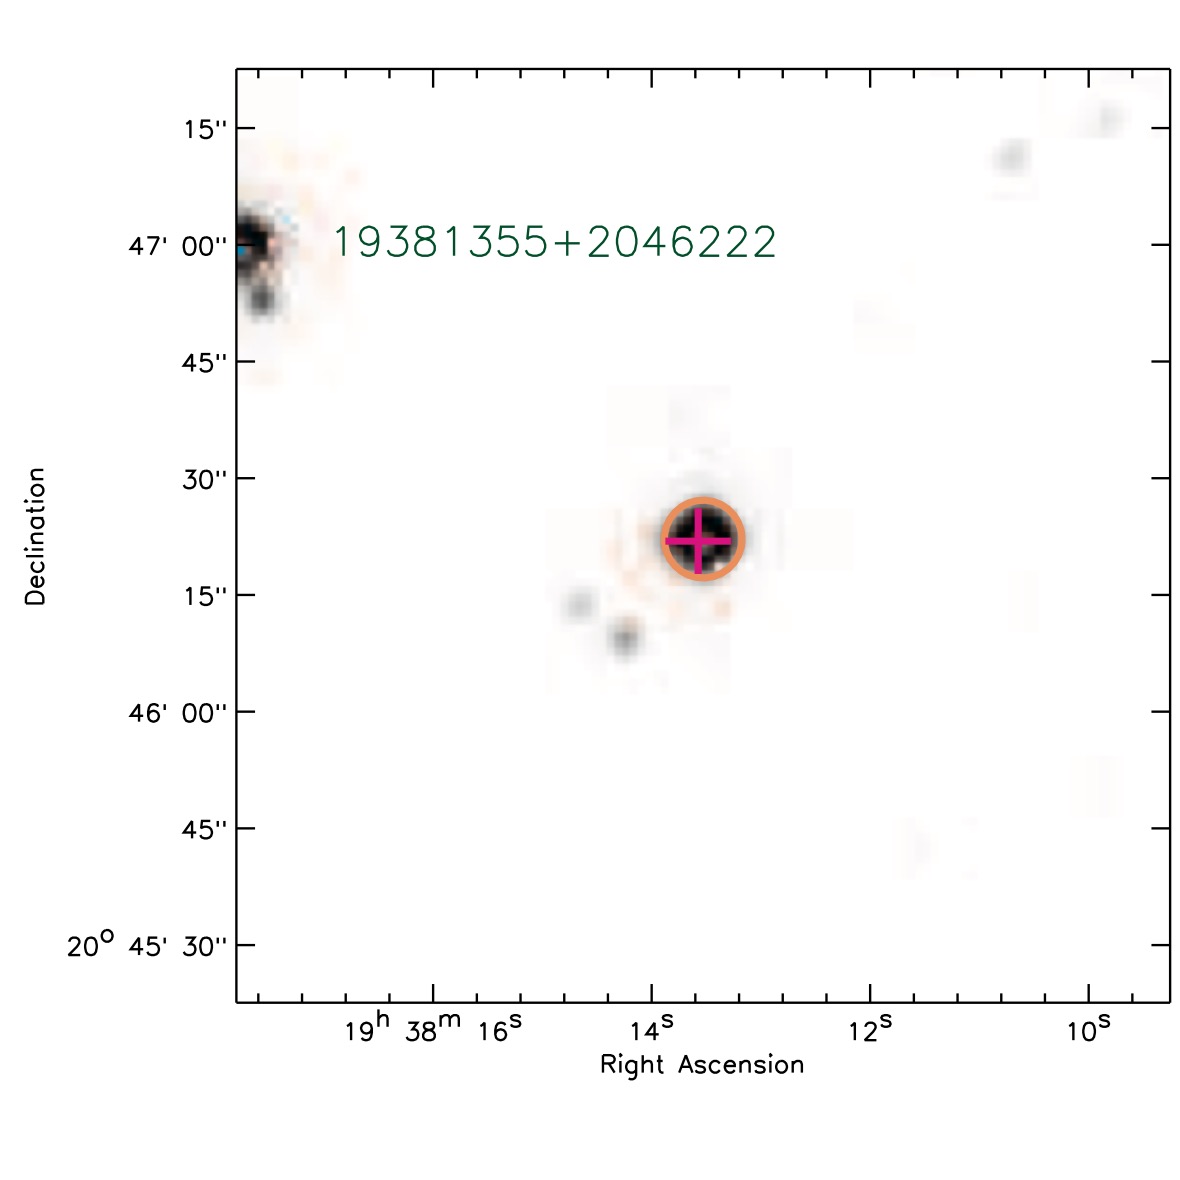 15"
19381355+2046222
47' 00"
45"
30"
Declination
15"
46' 00"
45"
20o 45' 30"
19h 38m 16s 14s 12s 10s
Right Ascension